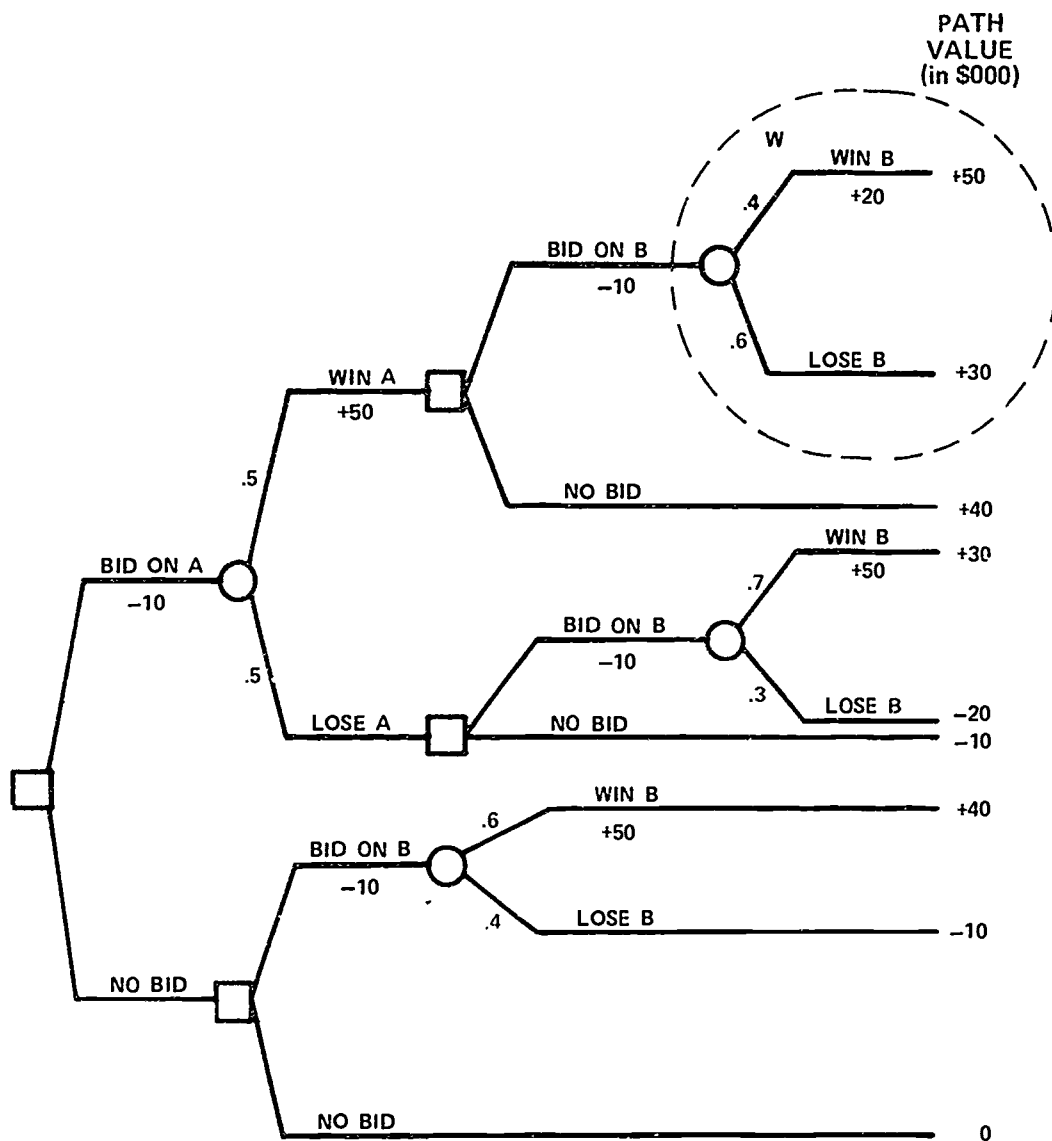 PATH
VALUE
(in $000)
W
WIN B
+50
.4
+20
BID ON B
−10
.6
LOSE B
+30
WIN A
+50
.5
NO BID
+40
WIN B
+30
BID ON A
+50
.7
−10
BID ON B
−10
.5
.3
LOSE B
−20
LOSE A
NO BID
−10
WIN B
+40
.6
+50
BID ON B
−10
.4
LOSE B
−10
NO BID
NO BID
0